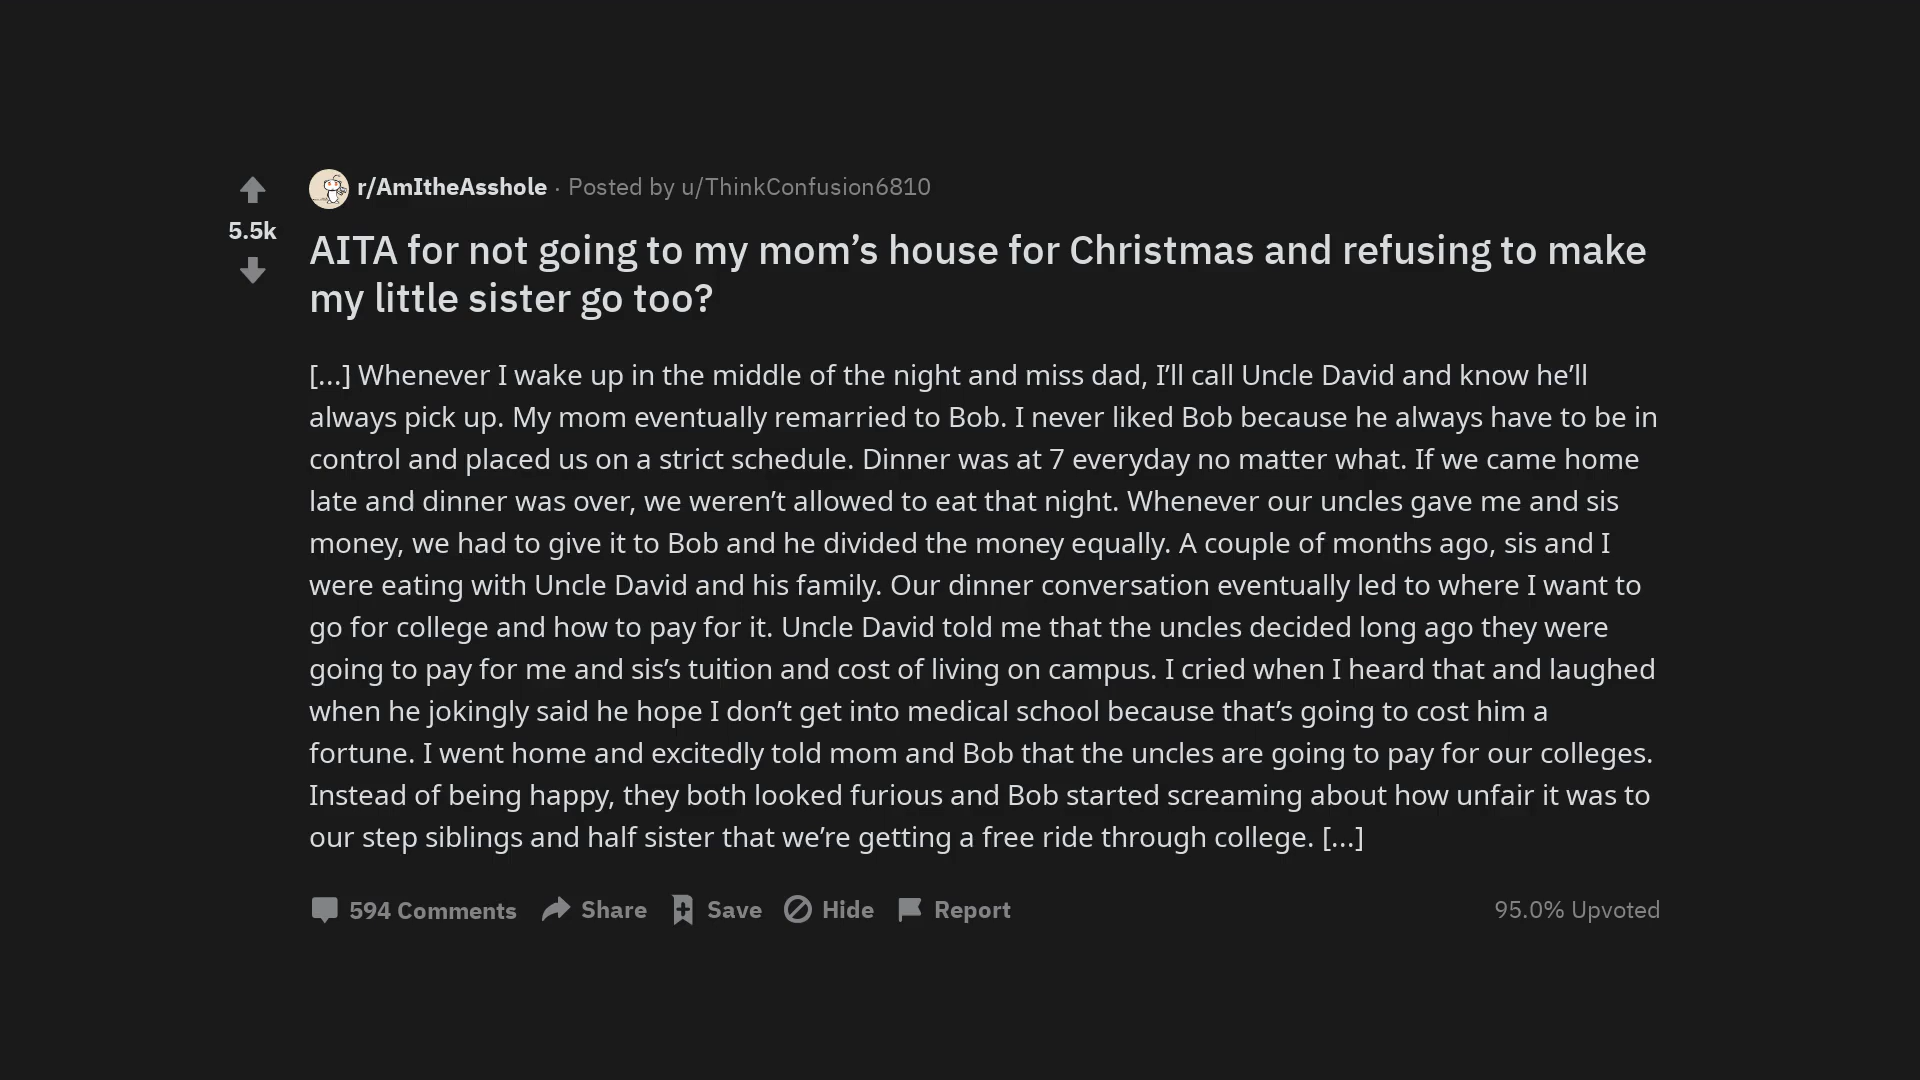 r/AmItheAsshole · Posted by u/ThinkConfusion6810
5.5k
AITA for not going to my mom’s house for Christmas and refusing to make
my little sister go too?
[...] Whenever I wake up in the middle of the night and miss dad, I’ll call Uncle David and know he’ll
always pick up. My mom eventually remarried to Bob. I never liked Bob because he always have to be in
control and placed us on a strict schedule. Dinner was at 7 everyday no matter what. If we came home
late and dinner was over, we weren’t allowed to eat that night. Whenever our uncles gave me and sis
money, we had to give it to Bob and he divided the money equally. A couple of months ago, sis and I
were eating with Uncle David and his family. Our dinner conversation eventually led to where I want to
go for college and how to pay for it. Uncle David told me that the uncles decided long ago they were
going to pay for me and sis’s tuition and cost of living on campus. I cried when I heard that and laughed
when he jokingly said he hope I don’t get into medical school because that’s going to cost him a
fortune. I went home and excitedly told mom and Bob that the uncles are going to pay for our colleges.
Instead of being happy, they both looked furious and Bob started screaming about how unfair it was to
our step siblings and half sister that we’re getting a free ride through college. [...]
594 Comments Share Save Hide Report 95.0% Upvoted